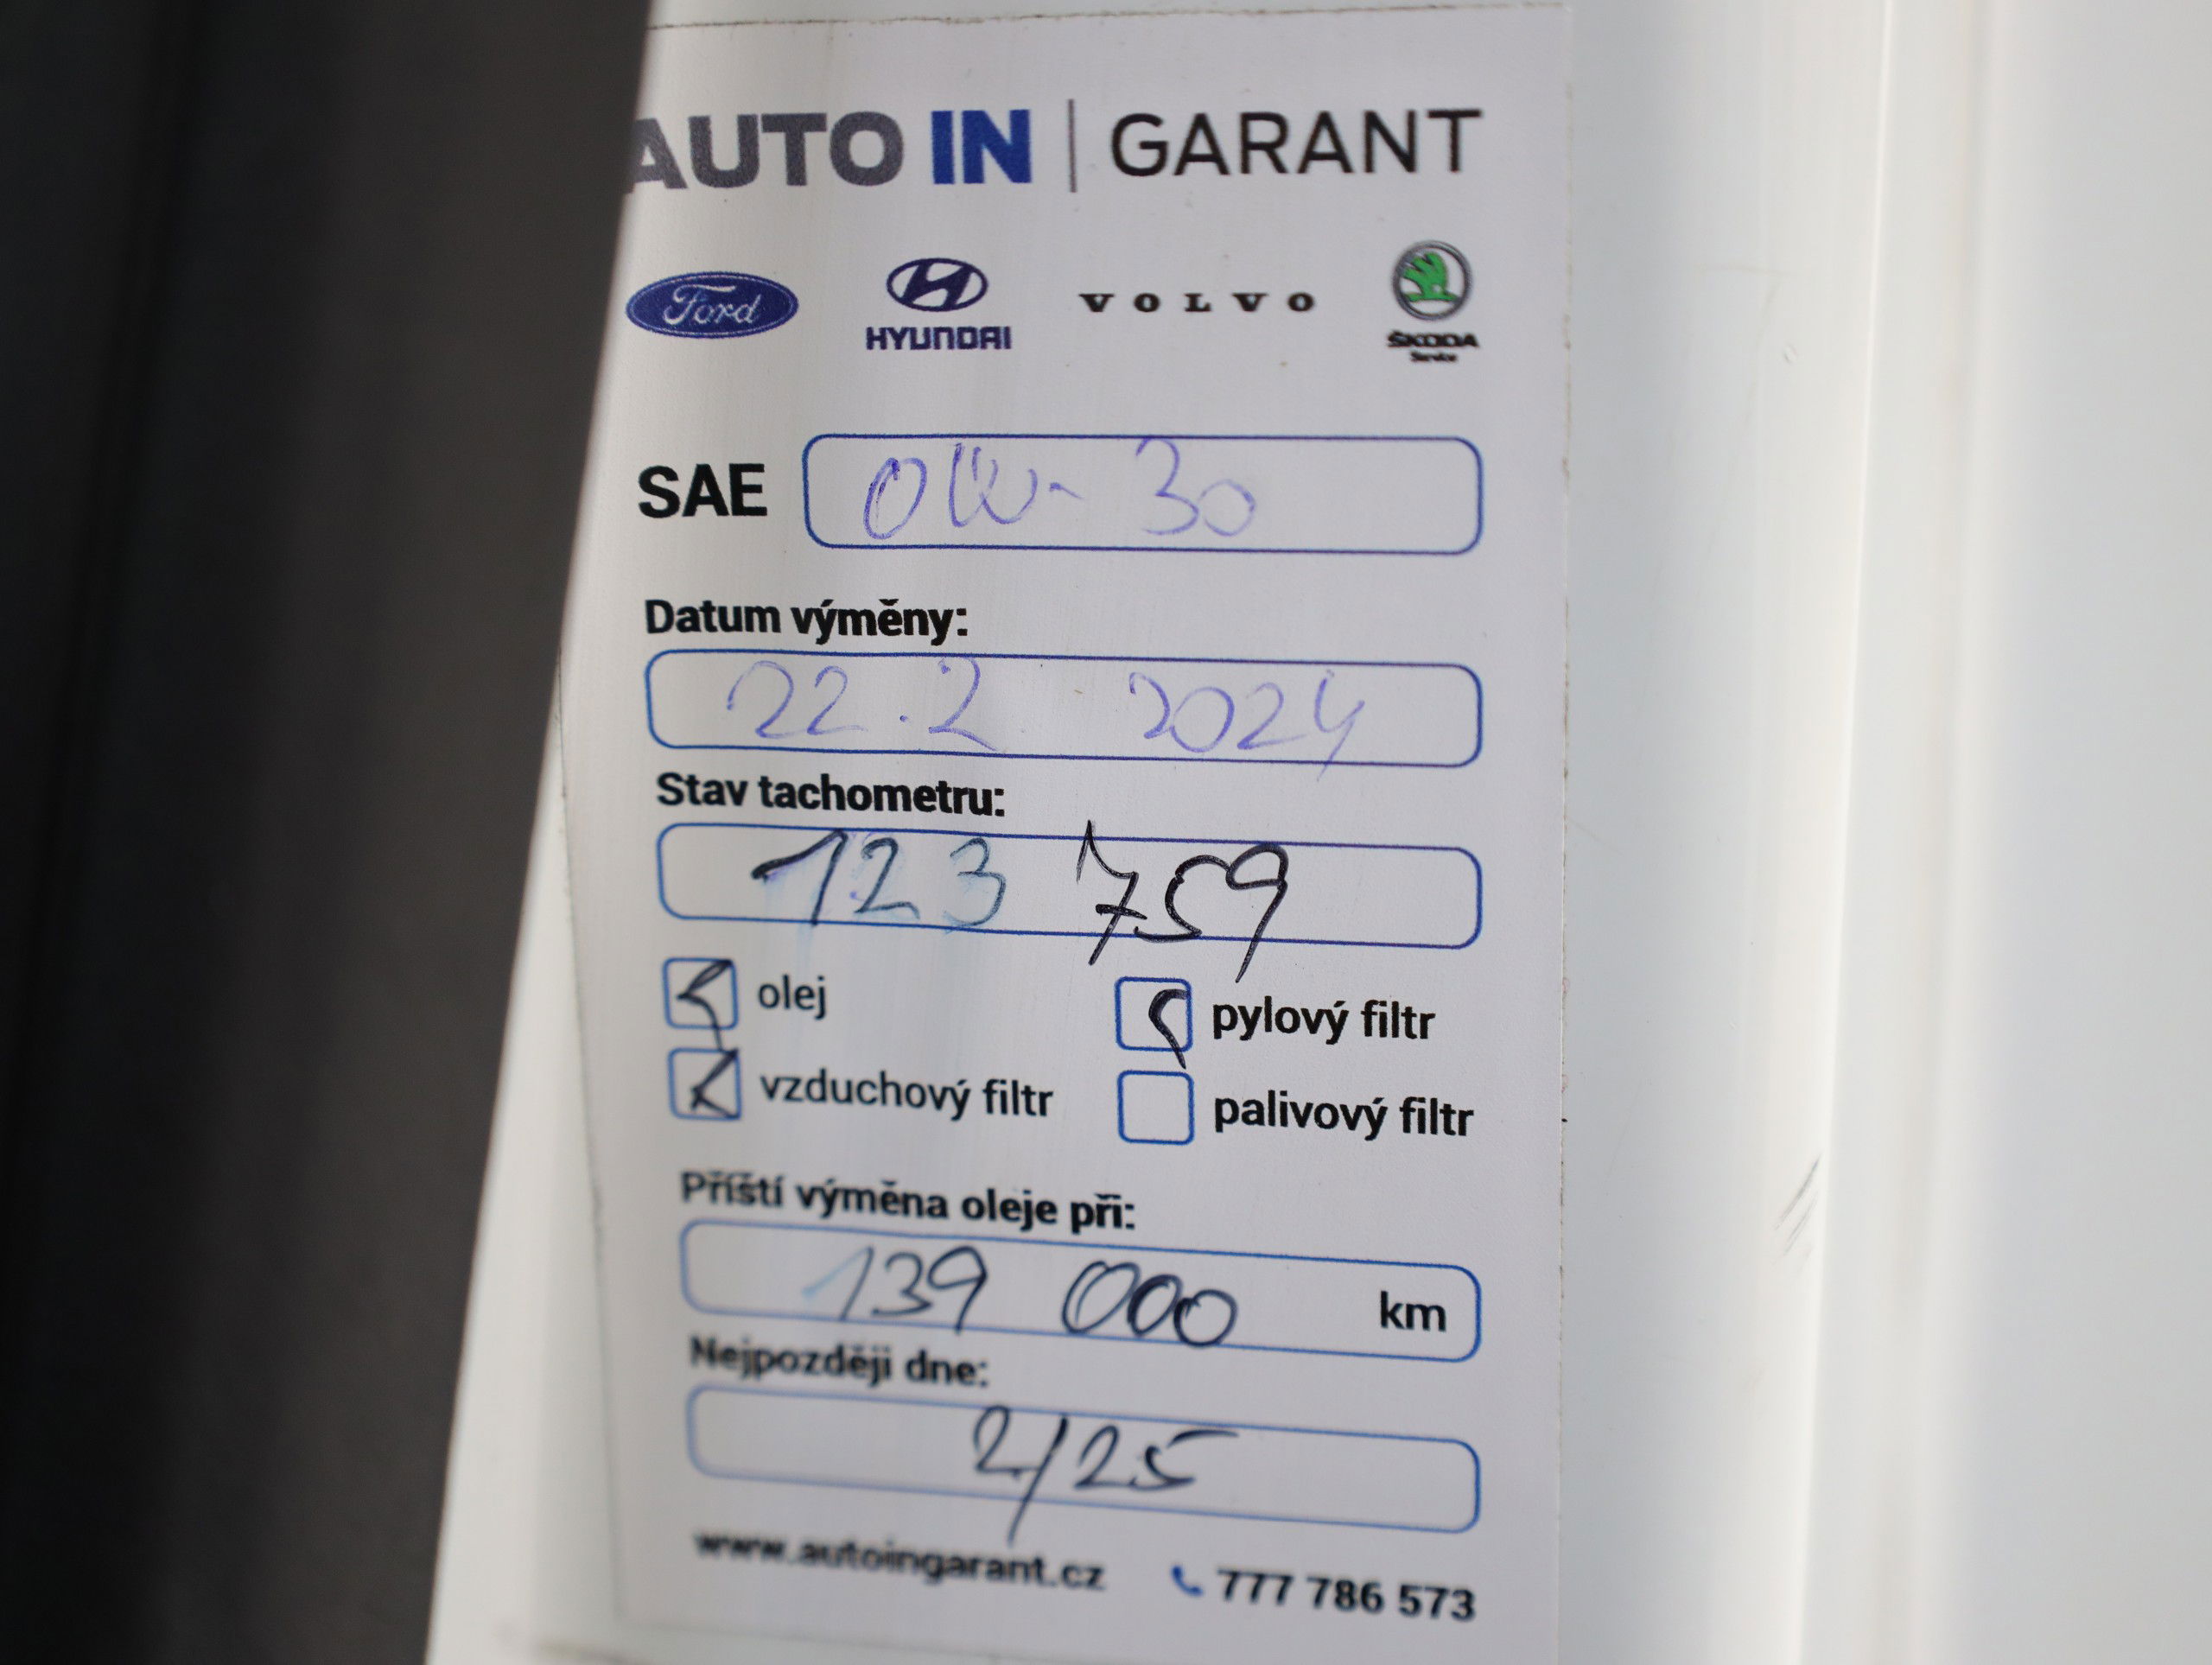 AUTO IN | GARANT
Ford HYUNDAI VOLVO ŠKODA
Service
SAE 0W-30
Datum výměny:
22.2 2024
Stav tachometru:
123 759
olej pylový filtr
vzduchový filtr palivový filtr
Příští výměna oleje při:
139 000 km
Nejpozději dne:
2/25
www.autoingarant.cz 777 786 573